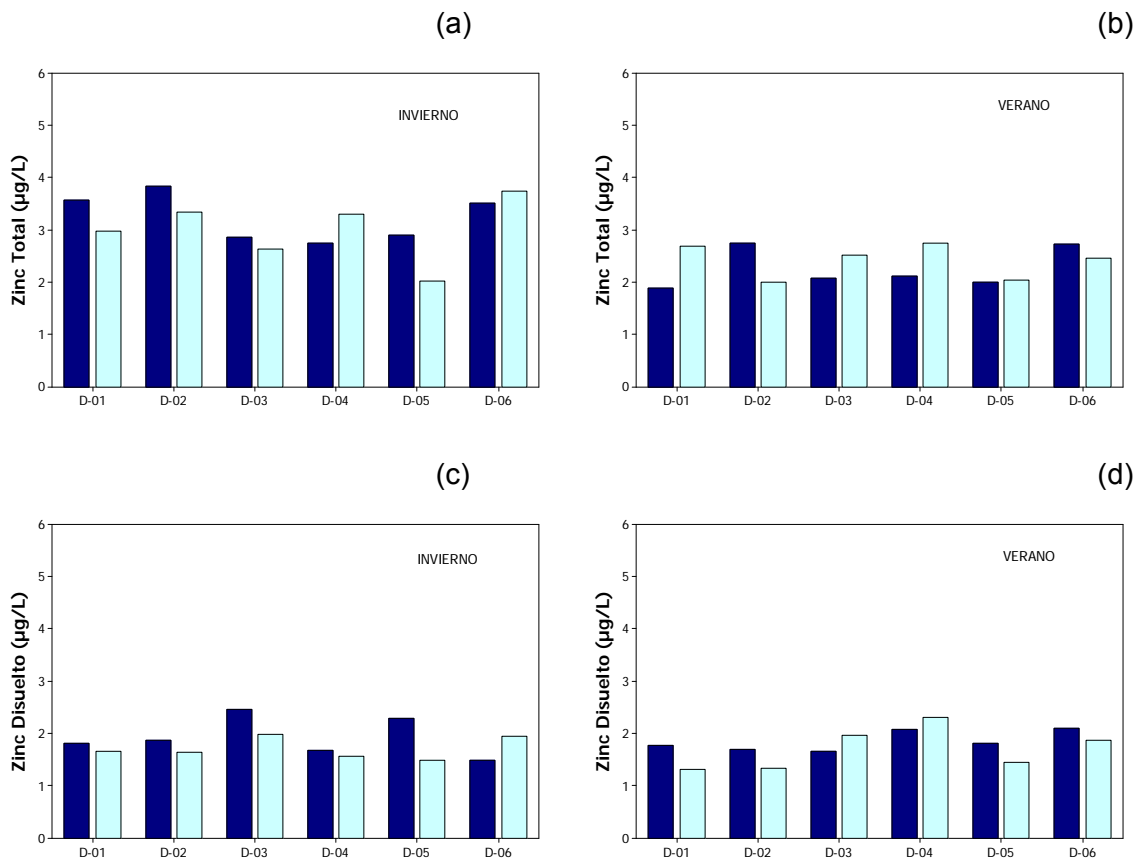 (a)
6
5
4
3
2
1
0
Zinc Total (µg/L)
INVIERNO
D-01 D-02 D-03 D-04 D-05 D-06
(b)
6
5
4
3
2
1
0
Zinc Total (µg/L)
VERANO
D-01 D-02 D-03 D-04 D-05 D-06
(c)
6
5
4
3
2
1
0
Zinc Disuelto (µg/L)
INVIERNO
D-01 D-02 D-03 D-04 D-05 D-06
(d)
6
5
4
3
2
1
0
Zinc Disuelto (µg/L)
VERANO
D-01 D-02 D-03 D-04 D-05 D-06